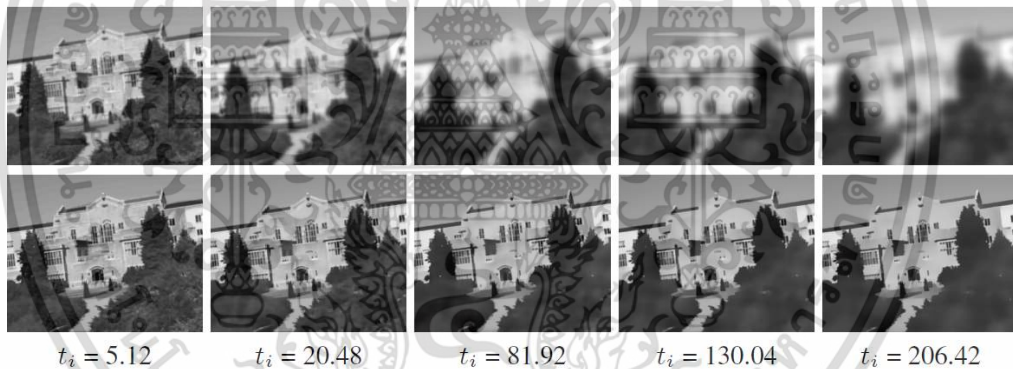 t_i = 5.12 t_i = 20.48 t_i = 81.92 t_i = 130.04 t_i = 206.42